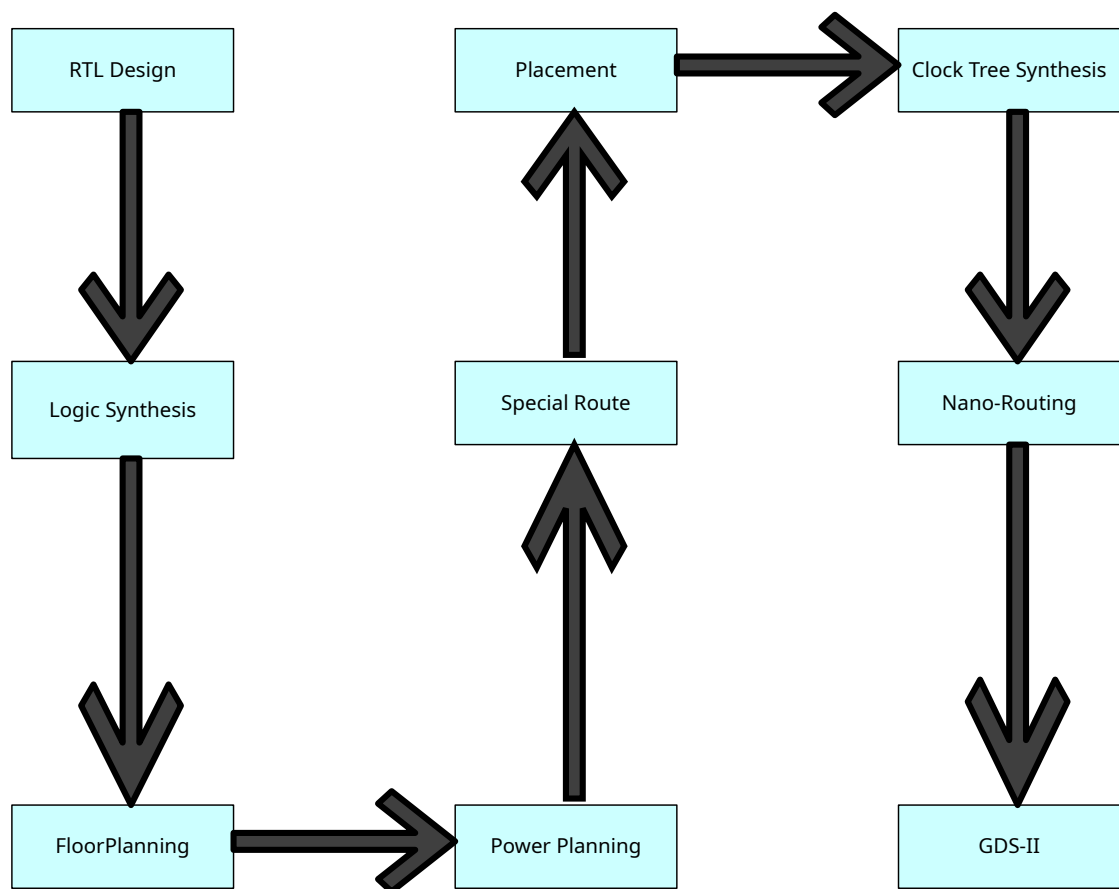 RTL Design
Placement
Clock Tree Synthesis
Logic Synthesis
Special Route
Nano-Routing
FloorPlanning
Power Planning
GDS-II